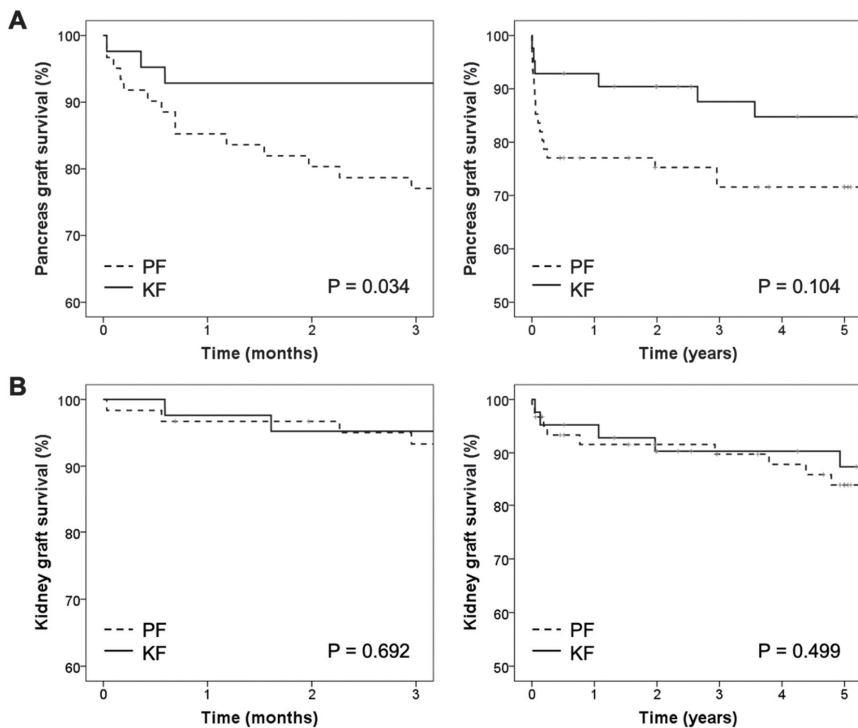 A
Pancreas graft survival (%)
100
90
80
70
60
PF
KF
P = 0.034
0 1 2 3
Time (months)
Pancreas graft survival (%)
100
90
80
70
60
50
PF
KF
P = 0.104
0 1 2 3 4 5
Time (years)
B
Kidney graft survival (%)
100
90
80
70
60
PF
KF
P = 0.692
0 1 2 3
Time (months)
Kidney graft survival (%)
100
90
80
70
60
50
PF
KF
P = 0.499
0 1 2 3 4 5
Time (years)